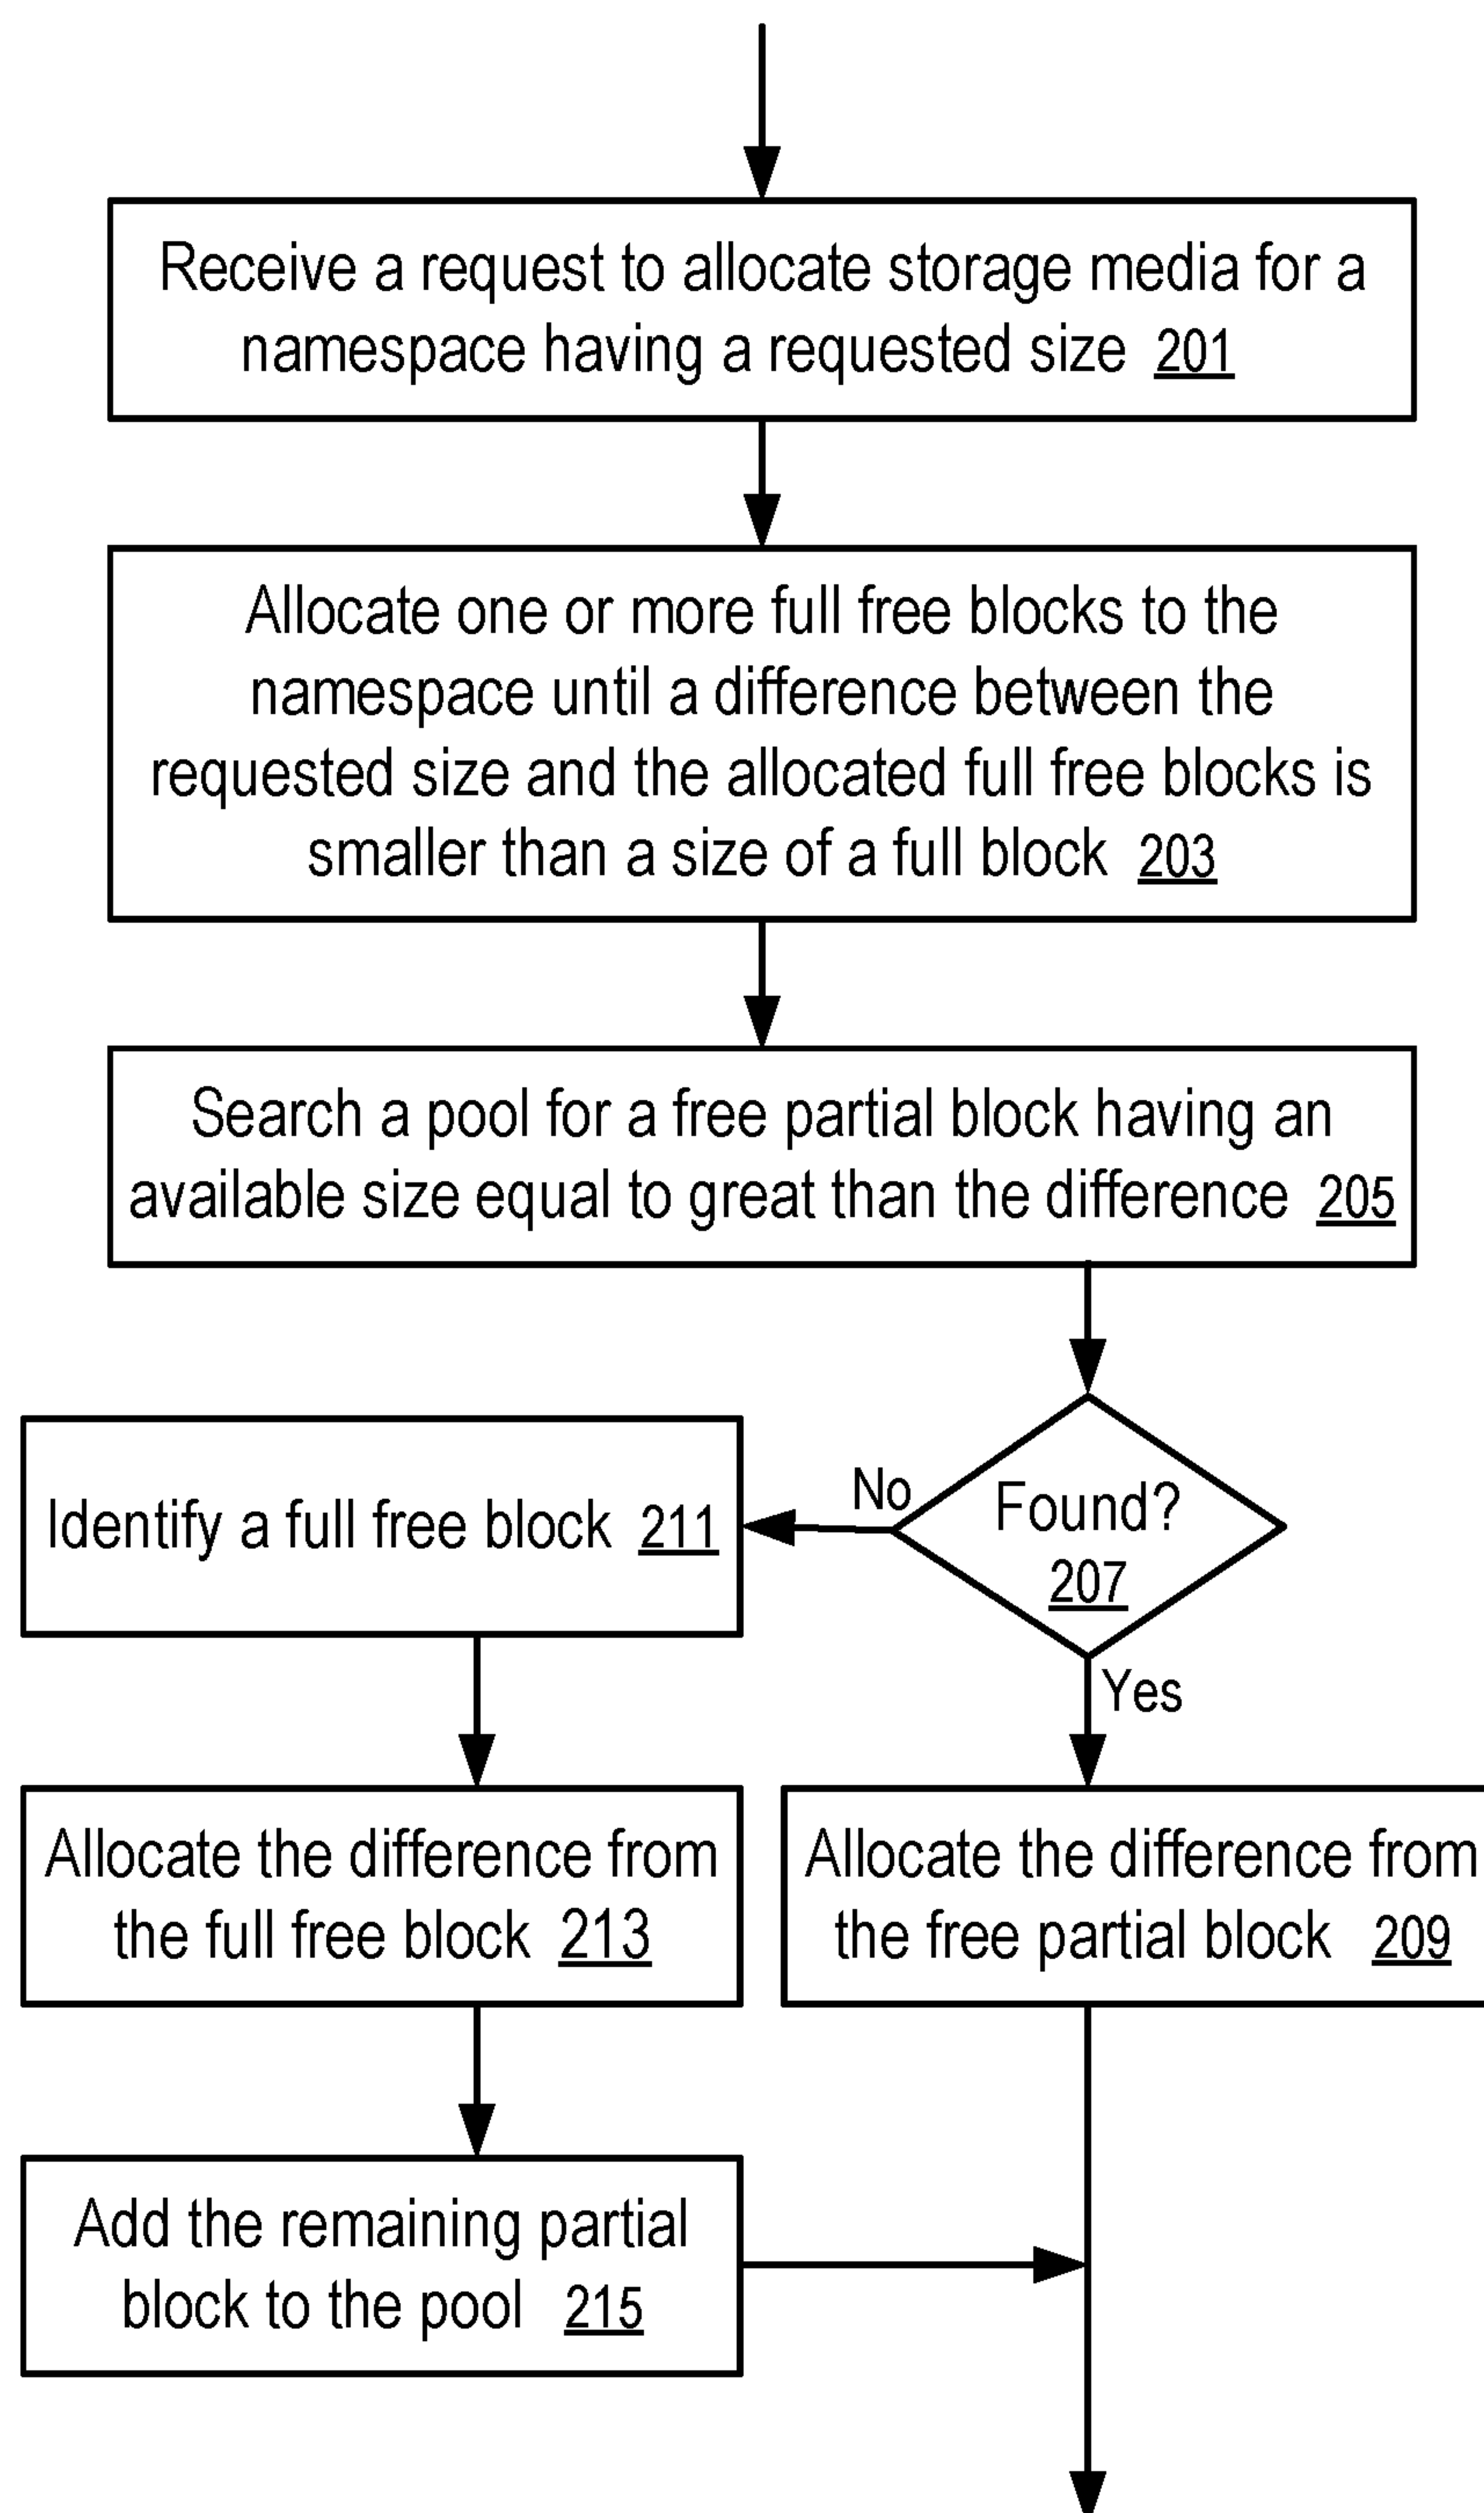 Receive a request to allocate storage media for a
namespace having a requested size 201
Allocate one or more full free blocks to the
namespace until a difference between the
requested size and the allocated full free blocks is
smaller than a size of a full block 203
Search a pool for a free partial block having an
available size equal to great than the difference 205
Found?
207
No
Yes
Identify a full free block 211
Allocate the difference from
the full free block 213
Allocate the difference from
the free partial block 209
Add the remaining partial
block to the pool 215